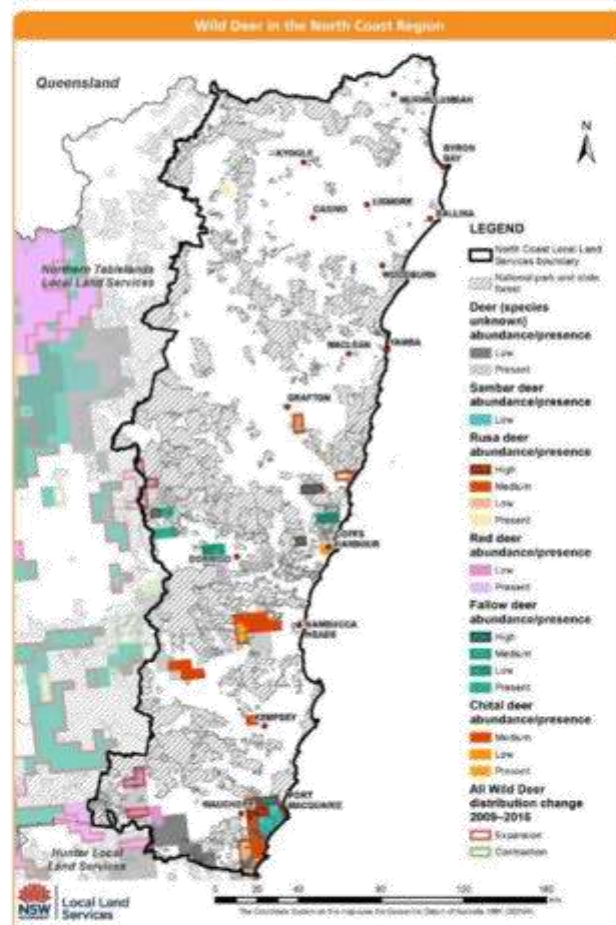 Wild Deer in the North Coast Region
Queensland
N
MURWILLUMBAH
KYOGLE
BYRON
BAY
LISMORE
CASINO
BALLINA
Northern Tablelands
Local Land Services
WOODBURN
MACLEAN
YAMBA
GRAFTON
COFFS
HARBOUR
DORRIGO
NAMBUCCA
HEADS
KEMPSEY
WAUCHOPE
PORT
MACQUARIE
Hunter Local
Land Services
LEGEND
North Coast Local Land
Services boundary
National park and state
forest
Deer (species
unknown)
abundance/presence
Low
Present
Sambar deer
abundance/presence
Low
Rusa deer
abundance/presence
High
Medium
Low
Present
Red deer
abundance/presence
Low
Present
Fallow deer
abundance/presence
High
Medium
Low
Present
Chital deer
abundance/presence
Medium
Low
Present
All Wild Deer
distribution change
2009–2016
Expansion
Contraction
NSW
Local Land
Services
0 20 40 80 120 160